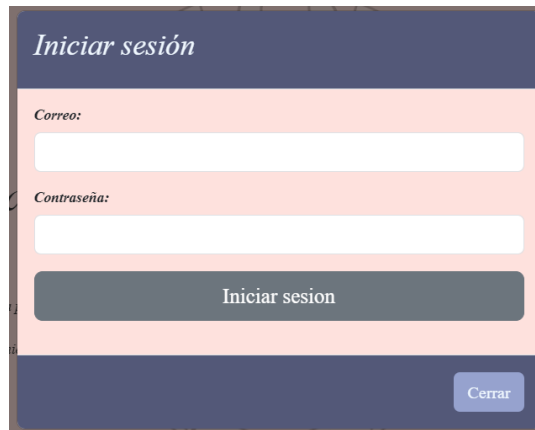 Iniciar sesión
Correo:
Contraseña:
Iniciar sesion
Cerrar